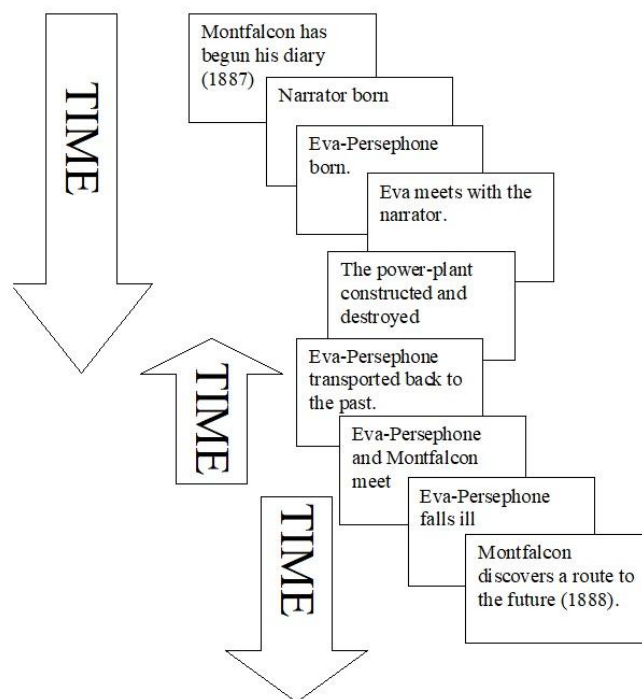 TIME
Montfalcon has
begun his diary
(1887)
Narrator born
Eva-Persephone
born.
Eva meets with the
narrator.
The power-plant
constructed and
destroyed
TIME
Eva-Persephone
transported back to
the past.
Eva-Persephone
and Montfalcon
meet
TIME
Eva-Persephone
falls ill
Montfalcon
discovers a route to
the future (1888).